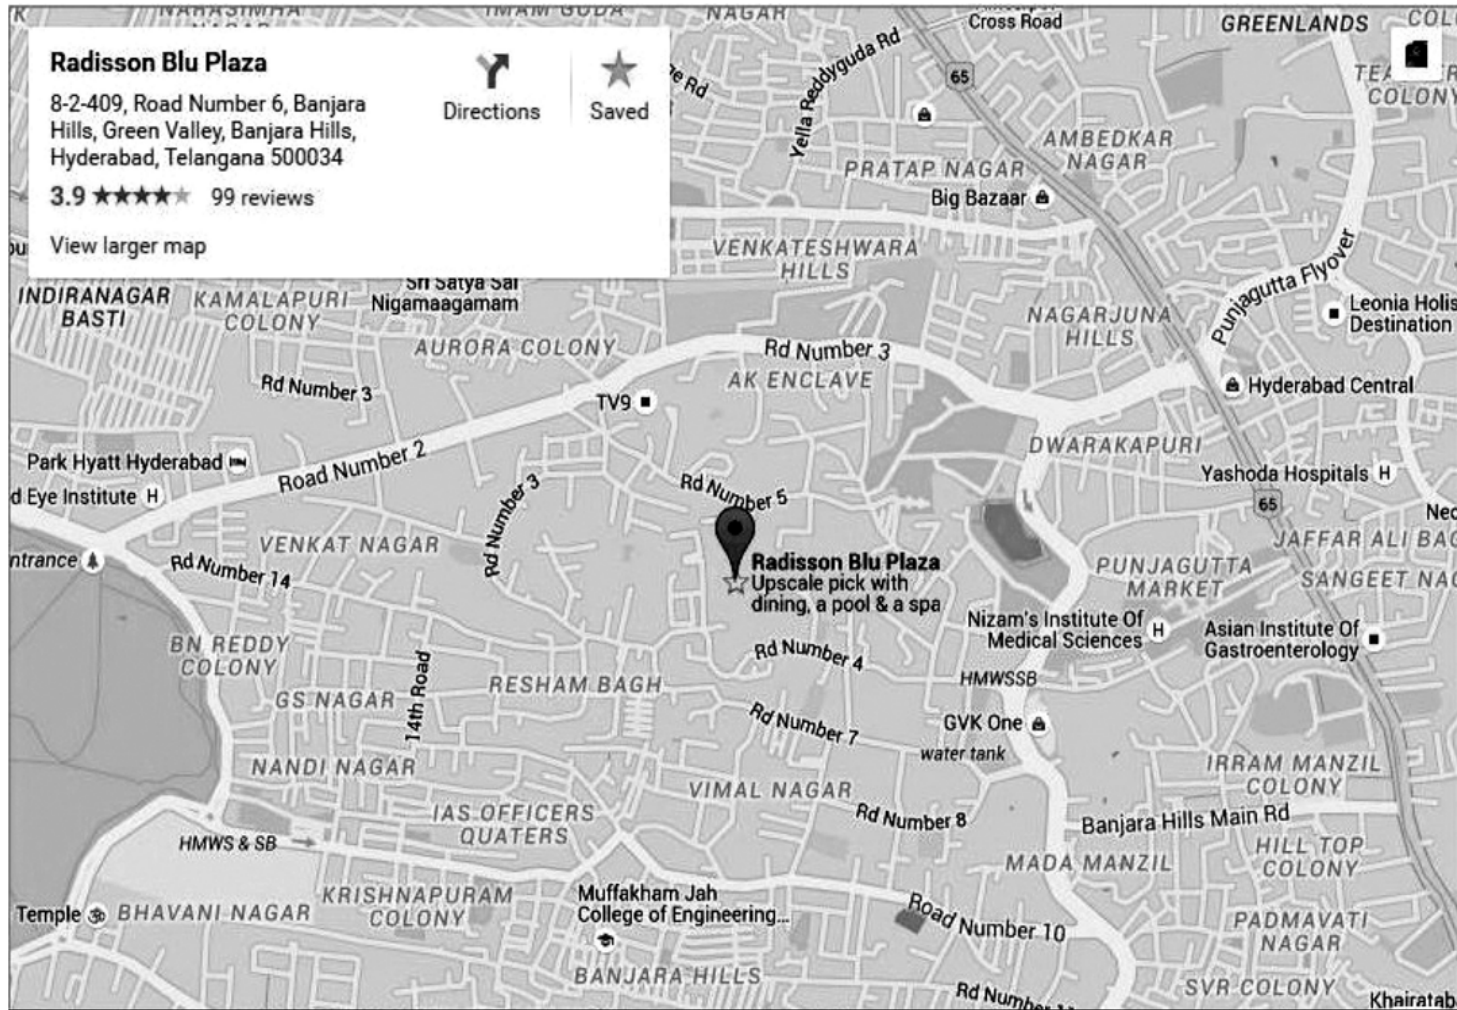 NAGAR
Cross Road
GREENLANDS
Radisson Blu Plaza
8-2-409, Road Number 6, Banjara
Hills, Green Valley, Banjara Hills,
Hyderabad, Telangana 500034
3.9
99 reviews
View larger map
Directions
Saved
Yella Reddyguda Rd
65
COLONY
AMBEDKAR
NAGAR
PRATAP NAGAR
Big Bazaar
VENKATESHWARA
HILLS
Punjagutta Flyover
INDIRANAGAR
BASTI
KAMALAPURI
COLONY
Sri Satya Sai
Nigamaagamam
NAGARJUNA
HILLS
Leonia Holis
Destination
AURORA COLONY
Rd Number 3
AK ENCLAVE
Rd Number 3
Hyderabad Central
TV9
DWARAKAPURI
Park Hyatt Hyderabad
Road Number 2
Yashoda Hospitals
H
d Eye Institute
H
Rd Number 3
Rd Number 5
65
VENKAT NAGAR
JAFFAR ALI BAG
ntrance
Rd Number 14
Radisson Blu Plaza
Upscale pick with
dining, a pool & a spa
PUNJAGUTTA
MARKET
SANGEET NAG
Nizam's Institute Of
Medical Sciences
H
Asian Institute Of
Gastroenterology
BN REDDY
COLONY
Rd Number 4
14th Road
RESHAM BAGH
HMWSSB
GS NAGAR
Rd Number 7
GVK One
water tank
NANDI NAGAR
IRRAM MANZIL
COLONY
VIMAL NAGAR
IAS OFFICERS
QUATERS
Rd Number 8
Banjara Hills Main Rd
HMWS & SB
HILL TOP
COLONY
MADA MANZIL
KRISHNAPURAM
COLONY
Muffakham Jah
College of Engineering...
Temple
BHAVANI NAGAR
Road Number 10
PADMAVATI
NAGAR
BANJARA HILLS
SVR COLONY
Rd Number
Khairatab